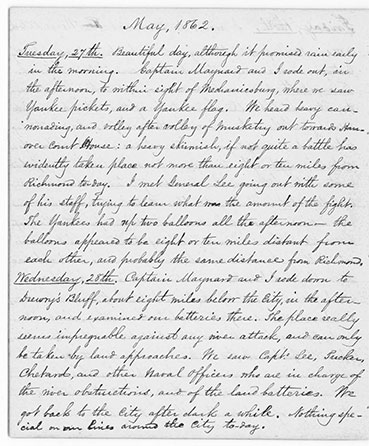 May, 1862.
Tuesday, 27th. Beautiful day, although it promised rain early
in the morning. Captain Maynard and I rode out, in
the afternoon, to within sight of Mechanicsburg, where we saw
Yankee pickets, and a Yankee flag. We heard heavy can-
nonading, and volley after volley of musketry out towards Han-
over Court House: a heavy skirmish, if not quite a battle has
evidently taken place not more than eight or ten miles from
Richmond to-day. I met General Lee going out with some
of his staff, trying to learn what was the amount of the fight.
The Yankees had up two balloons all the afternoon — the
balloons appeared to be eight or ten miles distant from
each other, and probably the same distance from Richmond.
Wednesday, 28th. Captain Maynard and I rode down to
Drewry's Bluff, about eight miles below the City, in the after-
noon, and examined our batteries there. The place really
seems impregnable against any river attack, and can only
be taken by land approaches. We saw Capts. Lee, Tucker,
and other Naval Officers who are in charge of
the river obstructions, and of the land batteries. We
got back to the City after dark a while. Nothing spe-
cial on our lines around the City to-day.